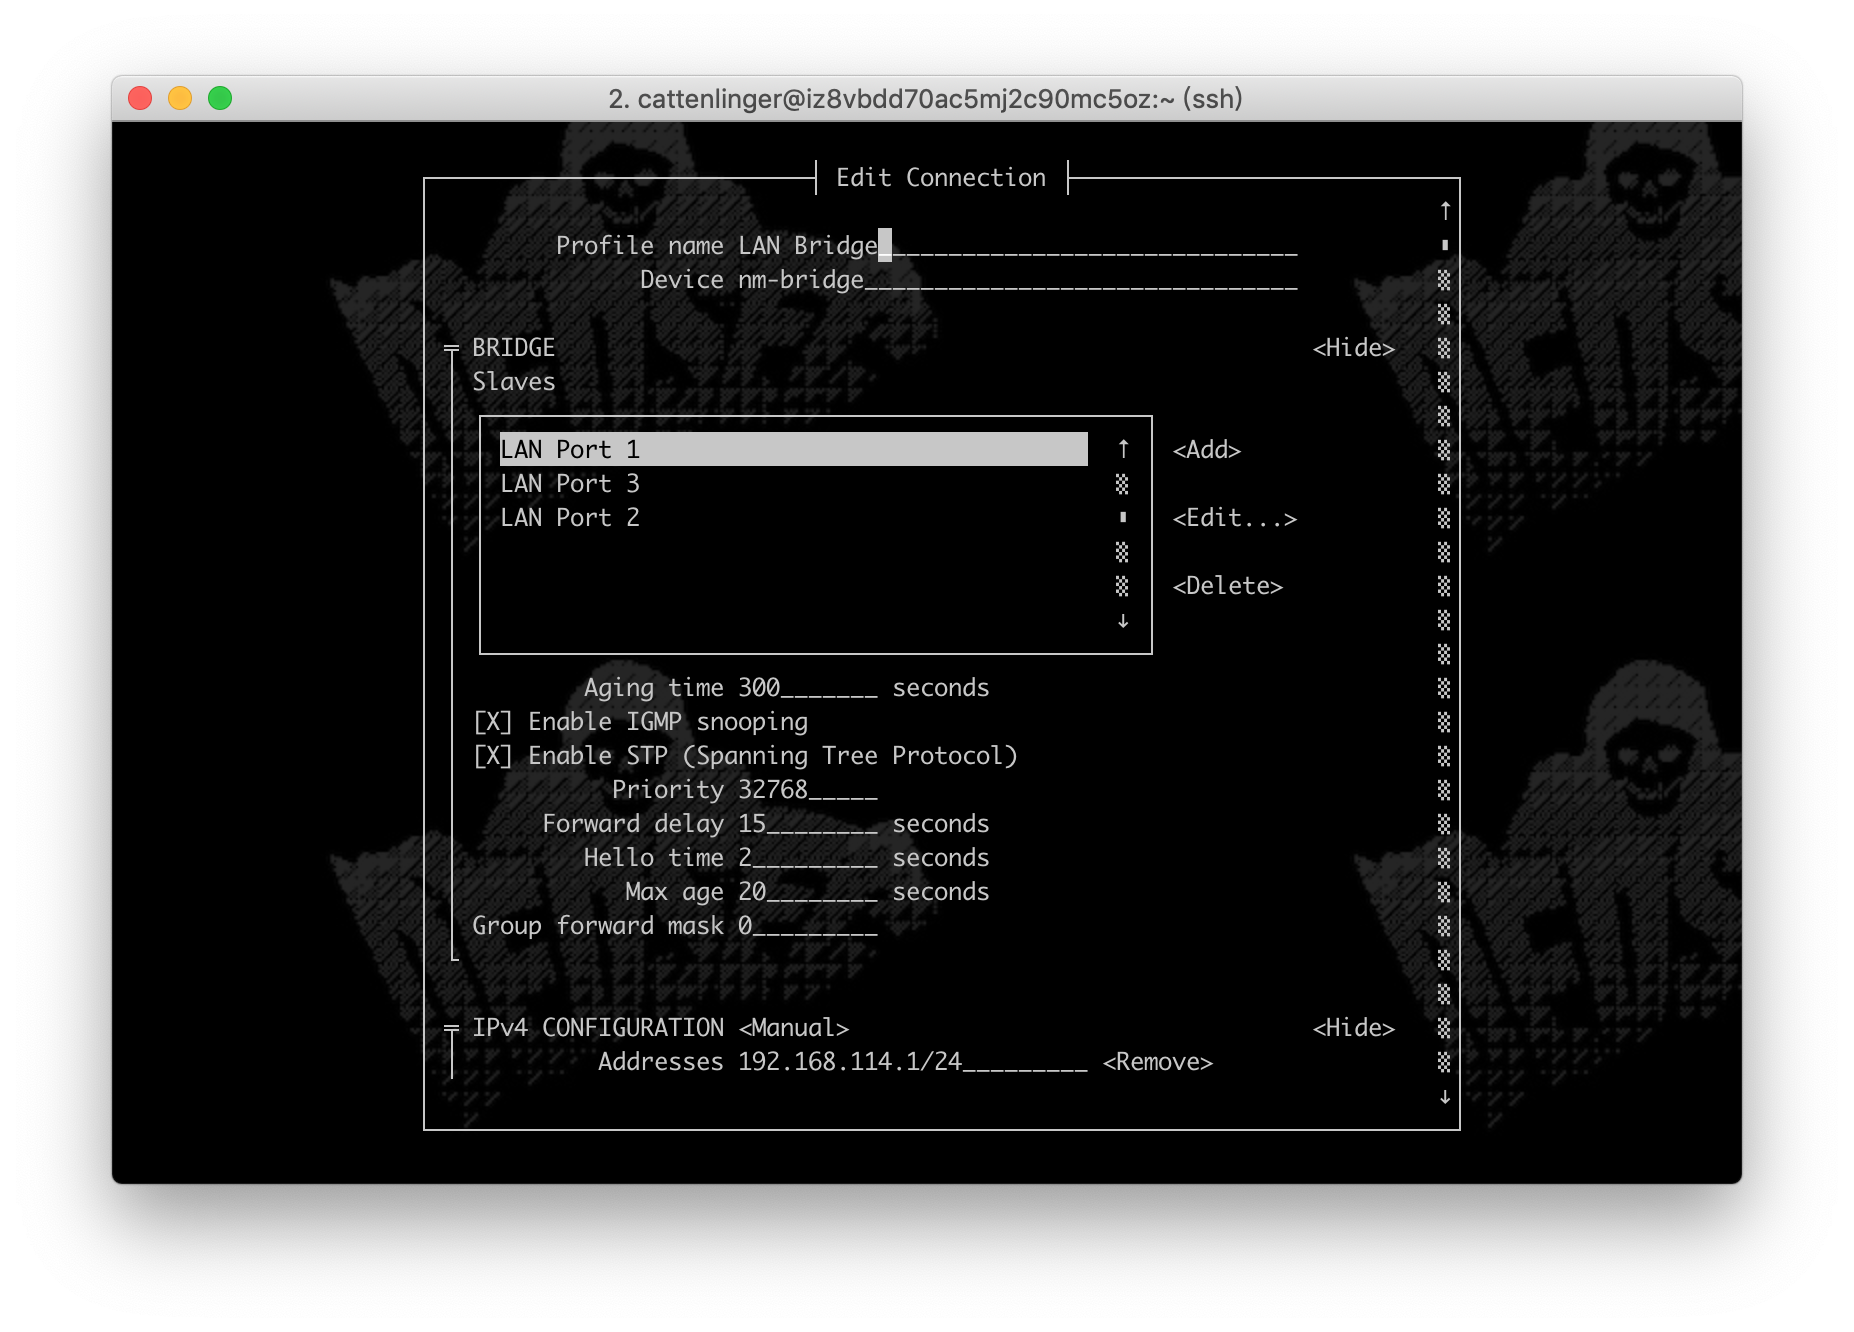 2. cattenlinger@iz8vbdd70ac5mj2c90mc5oz:~ (ssh)
Edit Connection
Profile name LAN Bridge
Device nm-bridge
BRIDGE <Hide>
Slaves
LAN Port 1 <Add>
LAN Port 3
LAN Port 2 <Edit...>
<Delete>
Aging time 300 seconds
[X] Enable IGMP snooping
[X] Enable STP (Spanning Tree Protocol)
Priority 32768
Forward delay 15 seconds
Hello time 2 seconds
Max age 20 seconds
Group forward mask 0
IPv4 CONFIGURATION <Manual> <Hide>
Addresses 192.168.114.1/24 <Remove>